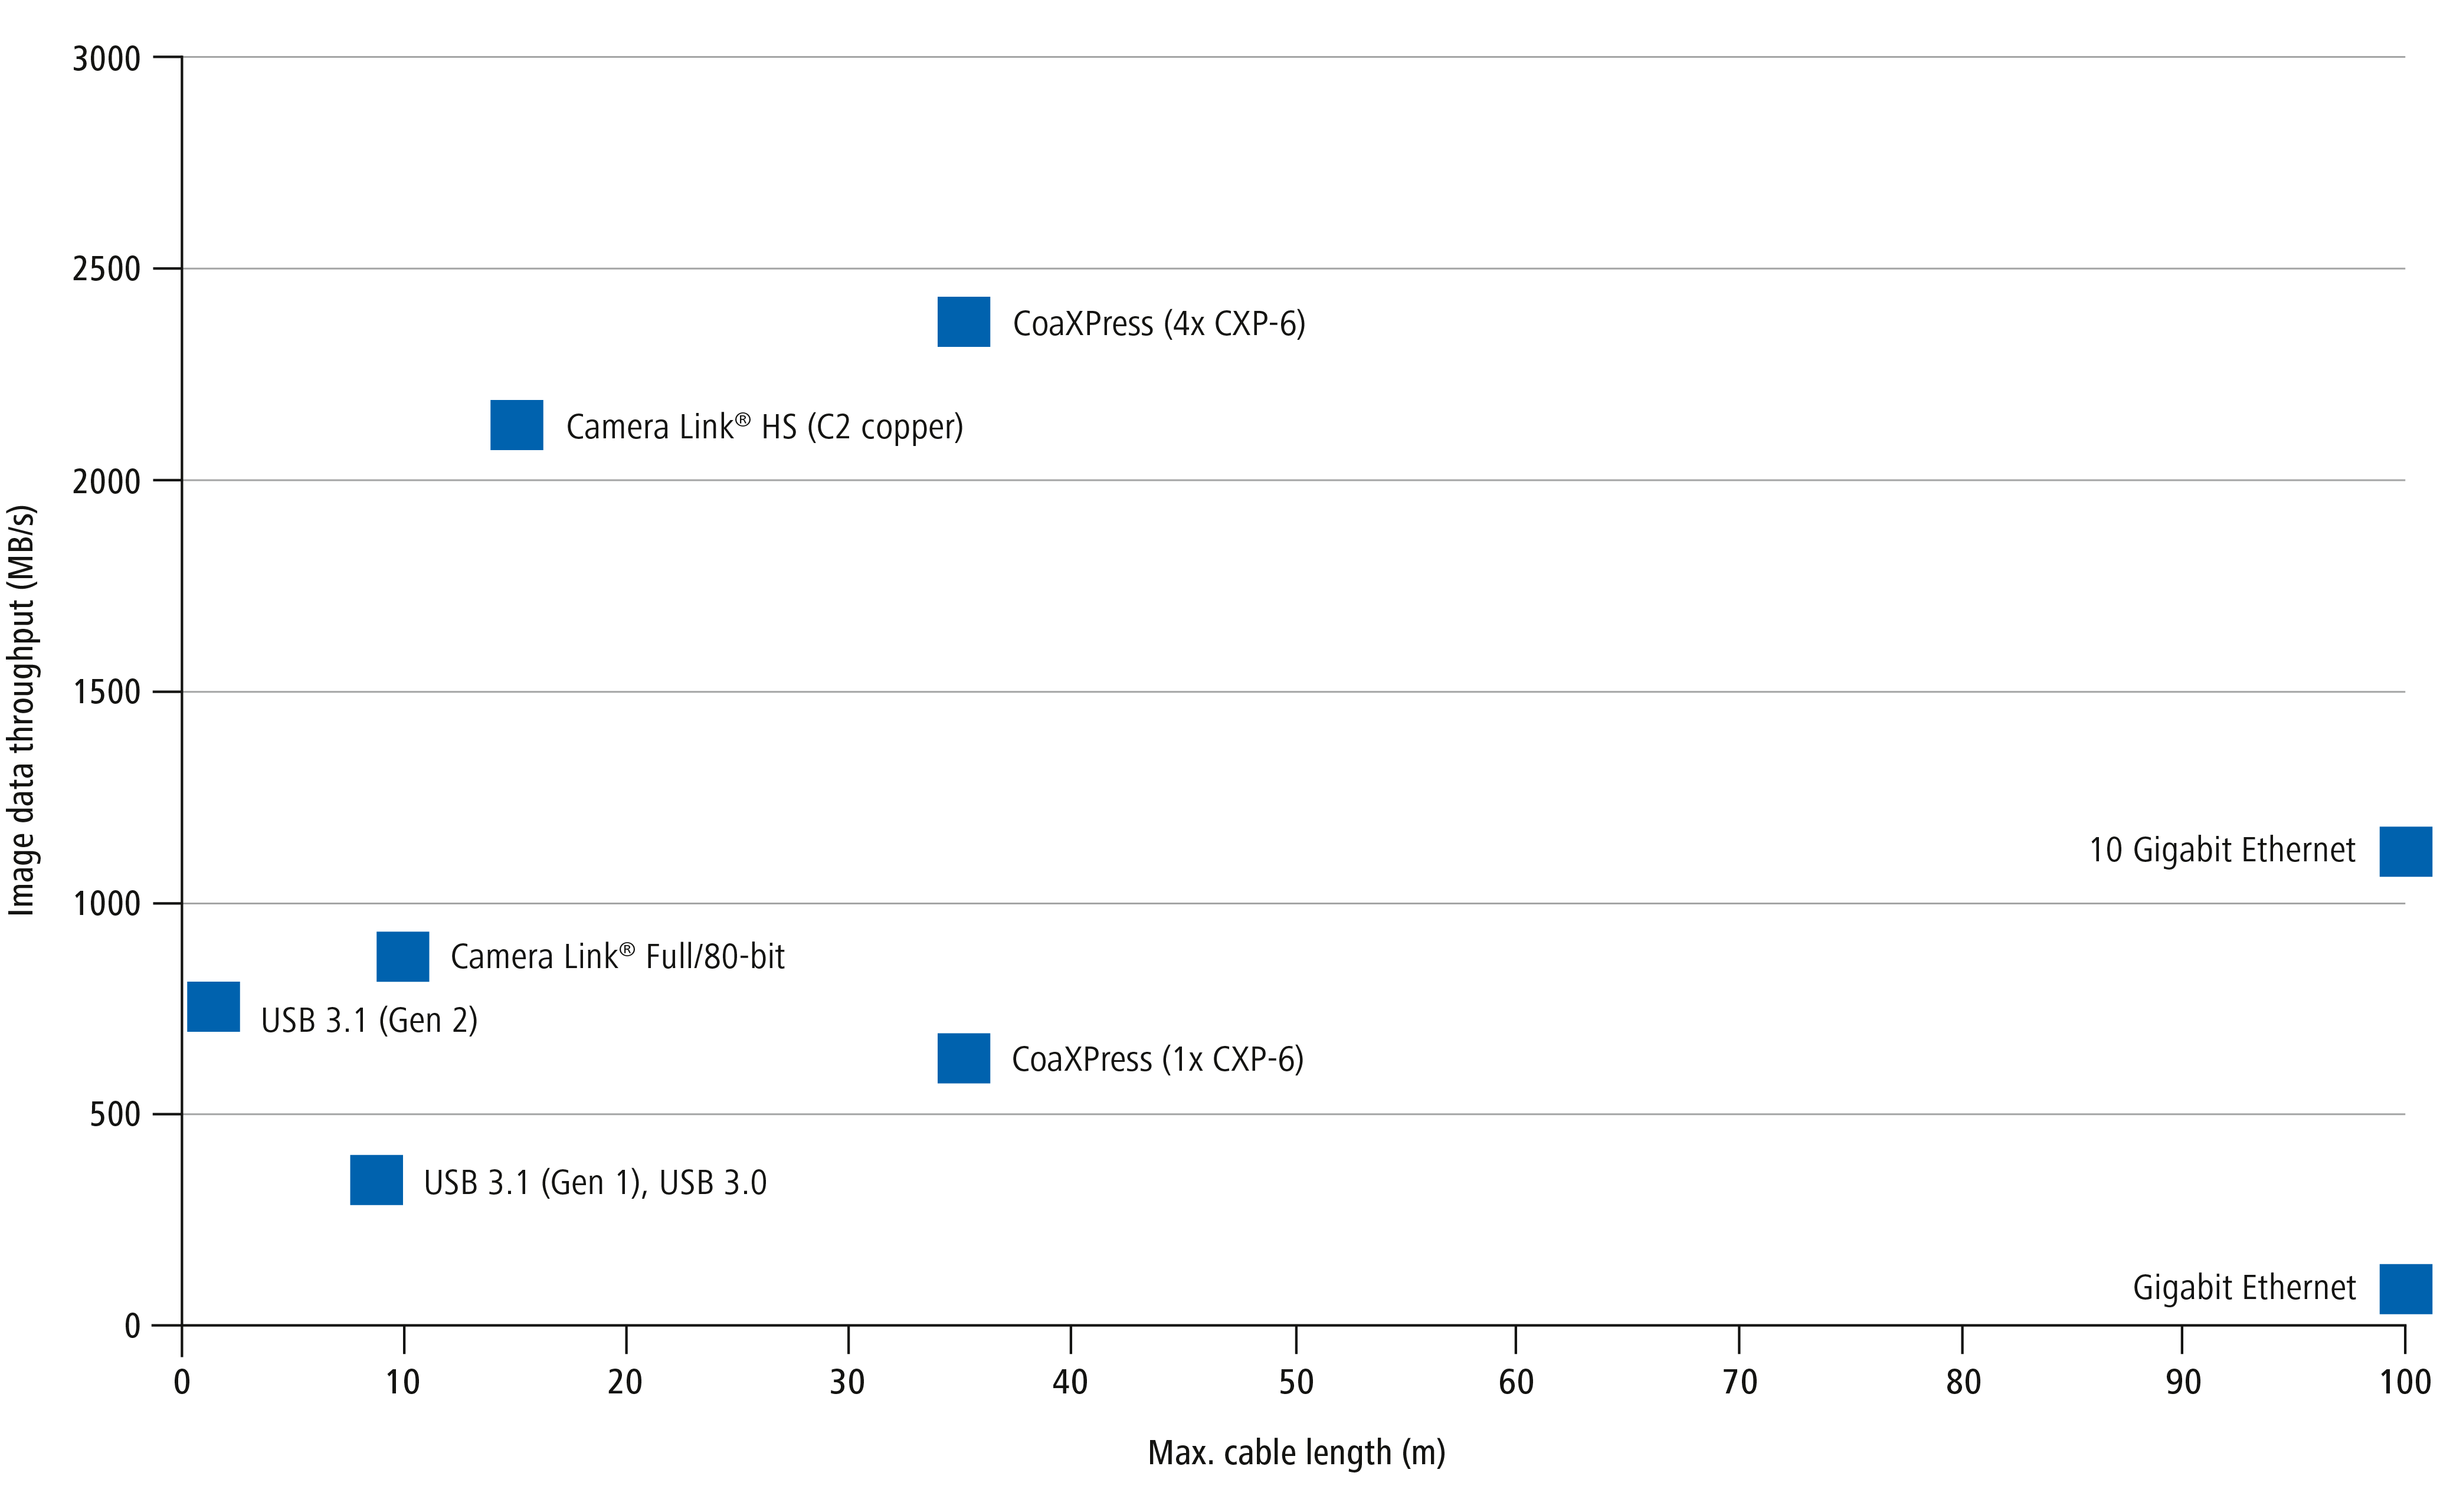 3000
2500
CoaXPress (4x CXP-6)
Camera Link® HS (C2 copper)
2000
Image data throughput (MB/s)
1500
10 Gigabit Ethernet
1000
Camera Link® Full/80-bit
USB 3.1 (Gen 2)
CoaXPress (1x CXP-6)
500
USB 3.1 (Gen 1), USB 3.0
Gigabit Ethernet
0
0 10 20 30 40 50 60 70 80 90 100
Max. cable length (m)